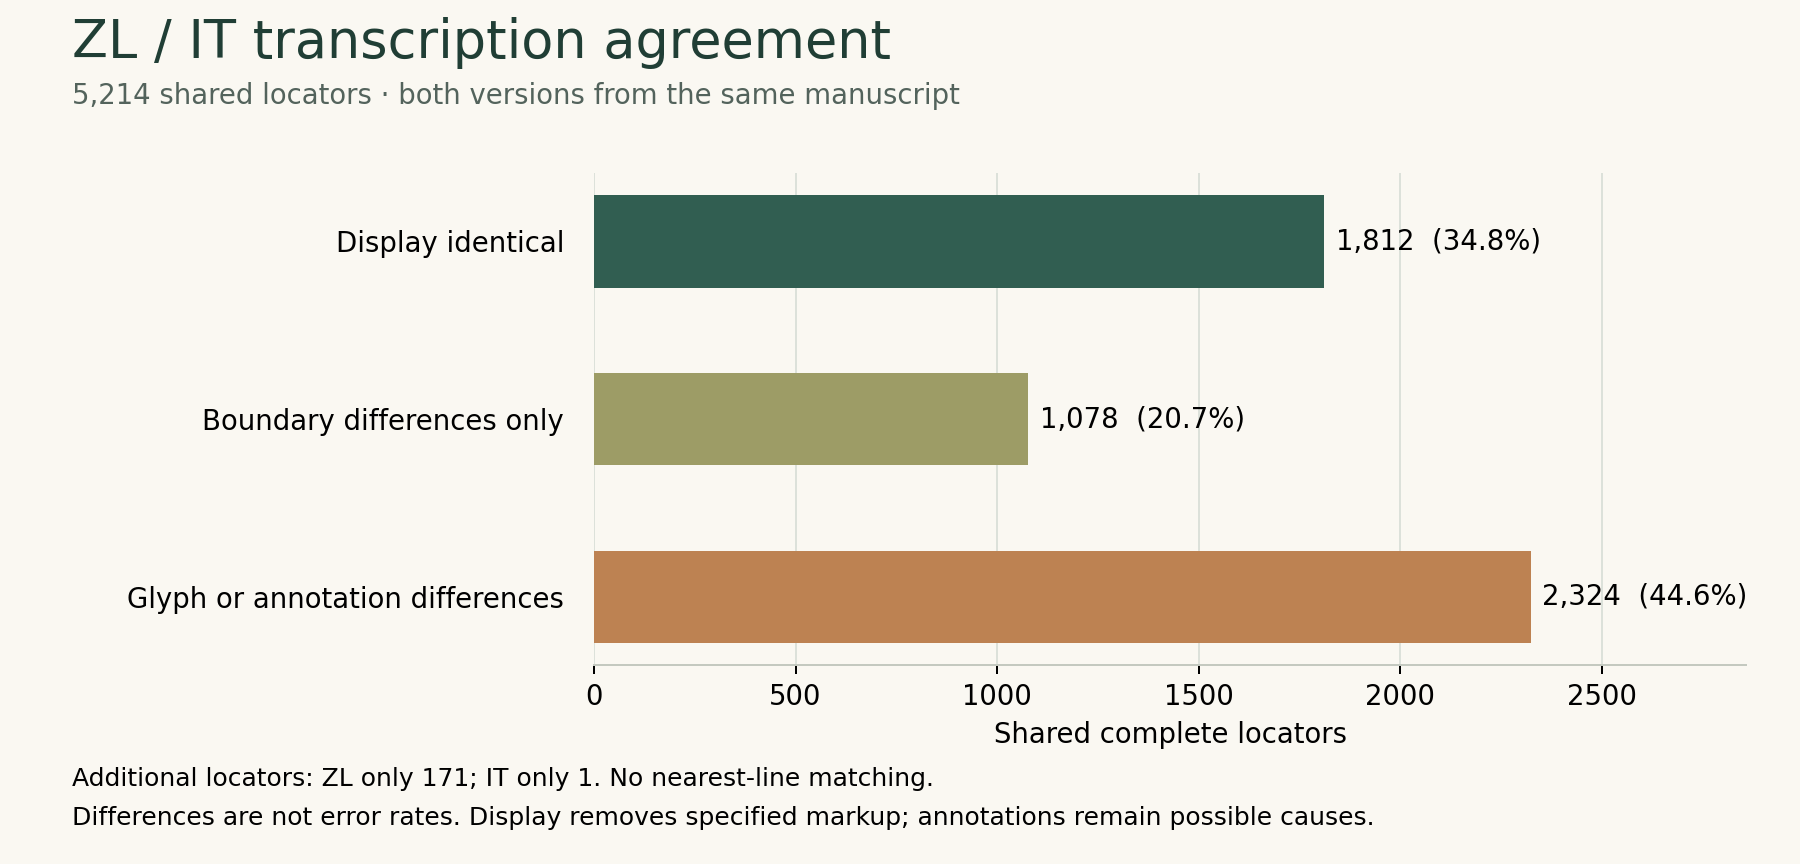 ZL / IT transcription agreement
5,214 shared locators · both versions from the same manuscript
Display identical
1,812 (34.8%)
Boundary differences only
1,078 (20.7%)
Glyph or annotation differences
2,324 (44.6%)
0 500 1000 1500 2000 2500
Shared complete locators
Additional locators: ZL only 171; IT only 1. No nearest-line matching.
Differences are not error rates. Display removes specified markup; annotations remain possible causes.